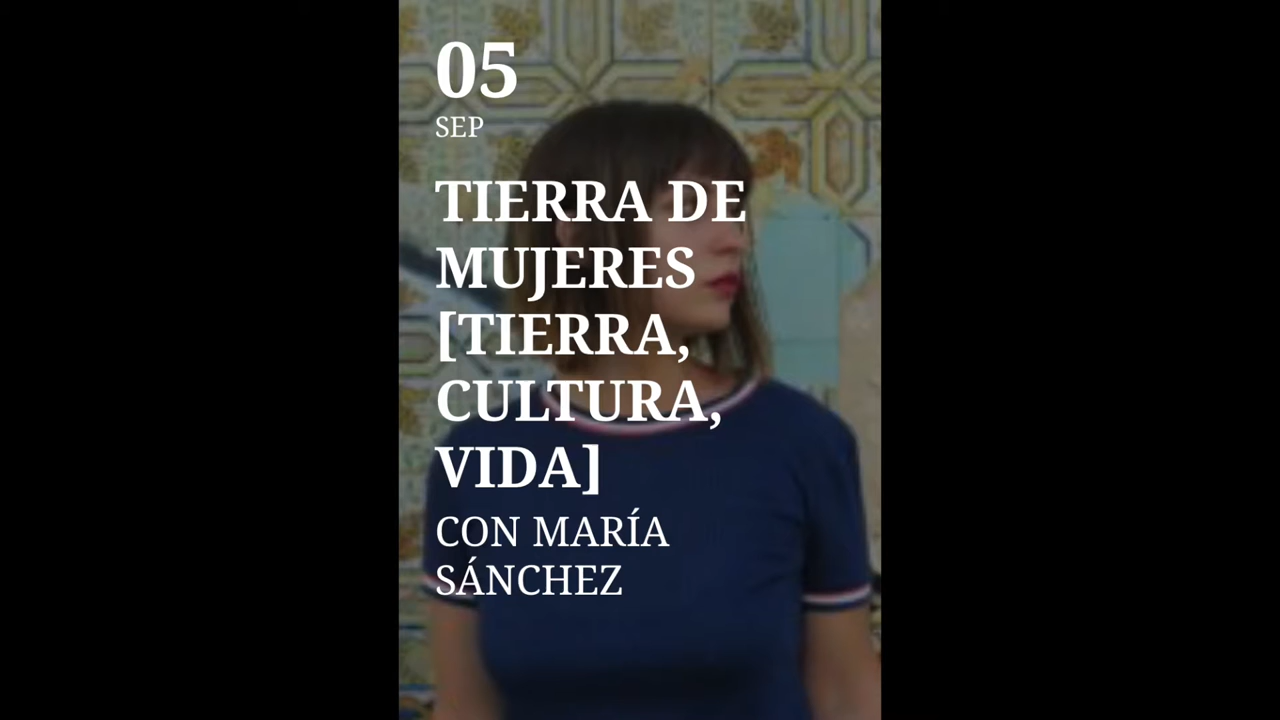 05
SEP
TIERRA DE
MUJERES
[TIERRA,
CULTURA,
VIDA]
CON MARÍA
SÁNCHEZ